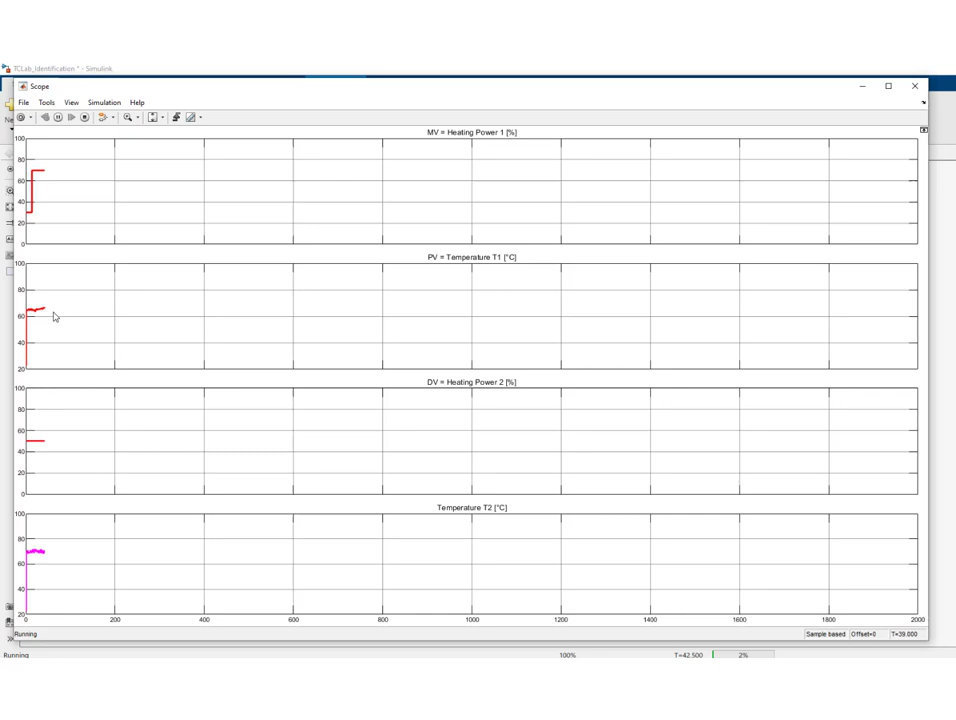 TCLab_Identification * - Simulink
Scope
File Tools View Simulation Help
Ne
MV = Heating Power 1 [%]
100
80
60
40
20
0
PV = Temperature T1 [°C]
100
80
60
40
20
DV = Heating Power 2 [%]
100
80
60
40
20
0
Temperature T2 [°C]
100
80
60
40
20
0 200 400 600 800 1000 1200 1400 1600 1800 2000
Running Sample based Offset=0 T=39.000
Running 100% T=42.500 2%